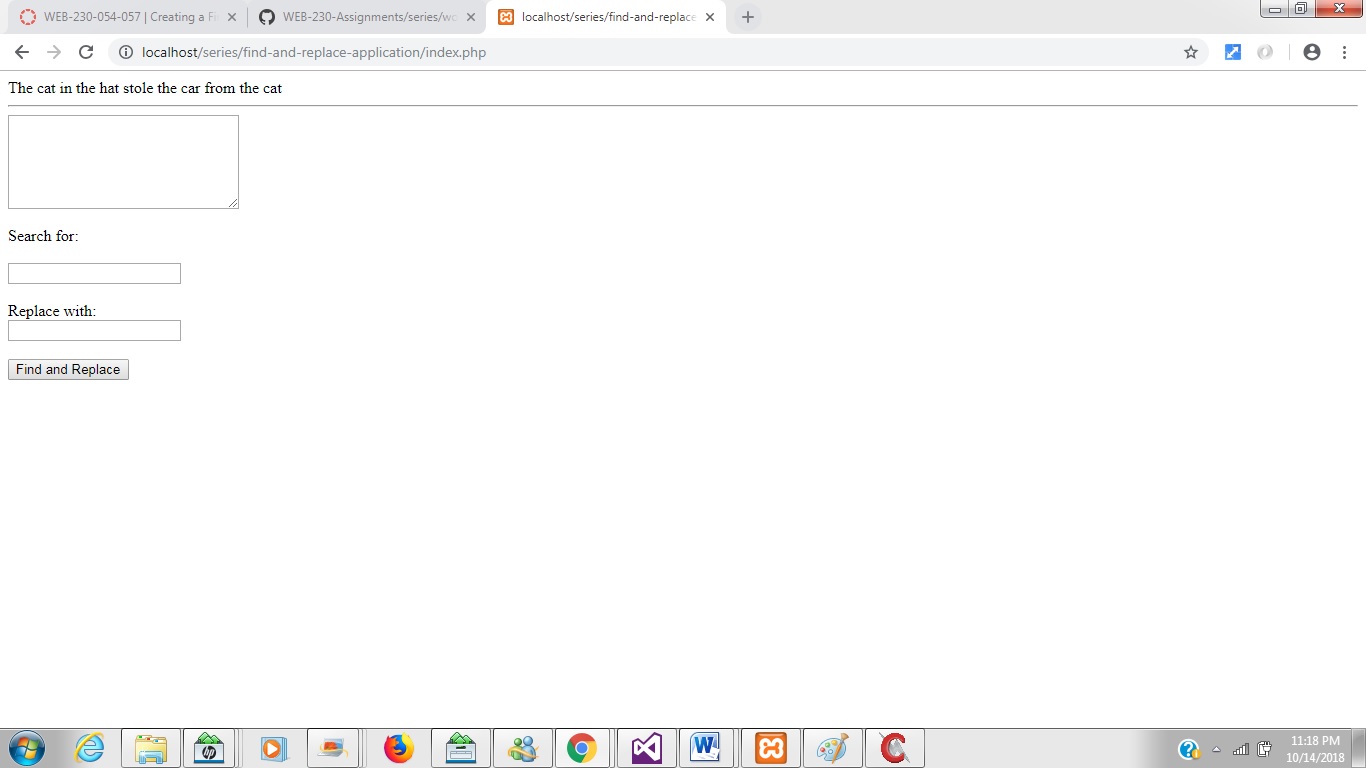 WEB-230-054-057 | Creating a Fi
WEB-230-Assignments/series/wo
localhost/series/find-and-replace
localhost/series/find-and-replace-application/index.php
The cat in the hat stole the car from the cat
Search for:
Replace with:
Find and Replace
11:18 PM
10/14/2018